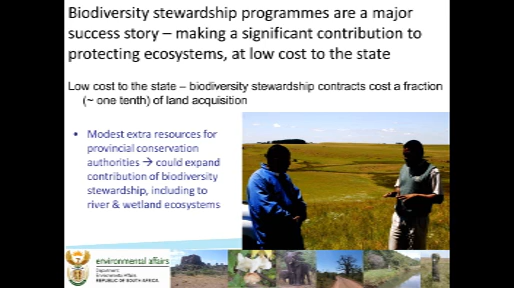 Biodiversity stewardship programmes are a major
success story – making a significant contribution to
protecting ecosystems, at low cost to the state
Low cost to the state – biodiversity stewardship contracts cost a fraction
(~ one tenth) of land acquisition
• Modest extra resources for
provincial conservation
authorities → could expand
contribution of biodiversity
stewardship, including to
river & wetland ecosystems
environmental affairs
Department:
Environmental Affairs
REPUBLIC OF SOUTH AFRICA